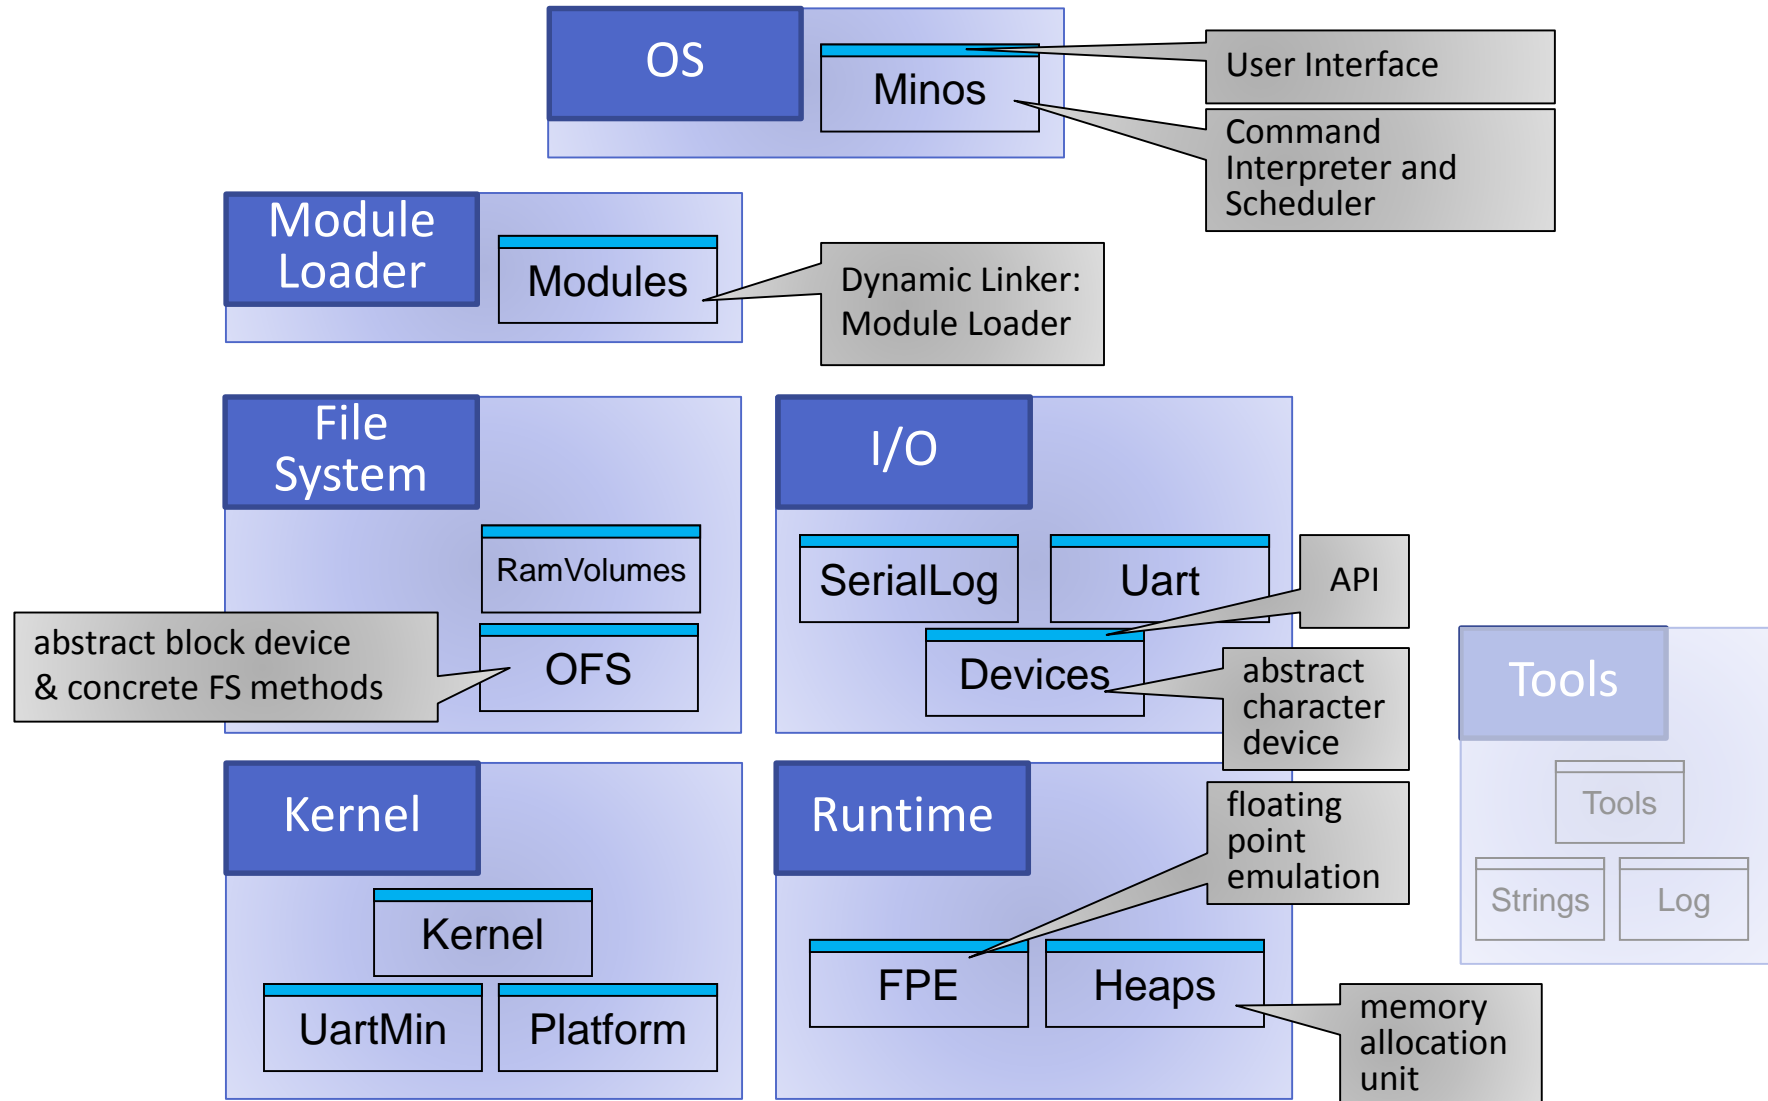 OS
Minos
User Interface
Command
Interpreter and
Scheduler
Module
Loader
Modules
Dynamic Linker:
Module Loader
File
System
RamVolumes
OFS
abstract block device
& concrete FS methods
I/O
SerialLog
Uart
Devices
API
abstract
character
device
Tools
Tools
Strings
Log
Kernel
Kernel
UartMin
Platform
Runtime
floating
point
emulation
FPE
Heaps
memory
allocation
unit